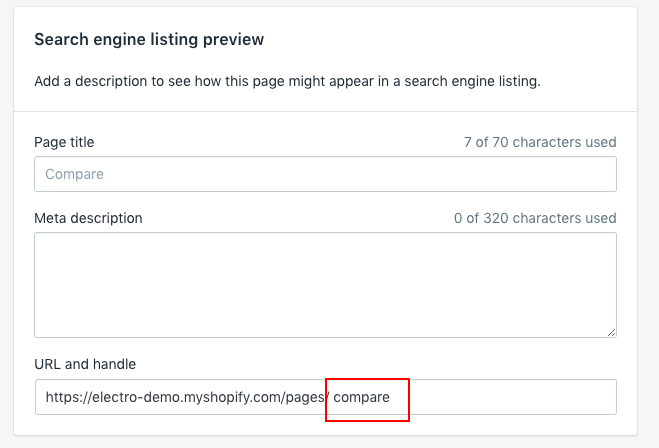 Search engine listing preview
Add a description to see how this page might appear in a search engine listing.
Page title 7 of 70 characters used
Compare
Meta description 0 of 320 characters used
URL and handle
https://electro-demo.myshopify.com/pages/ compare